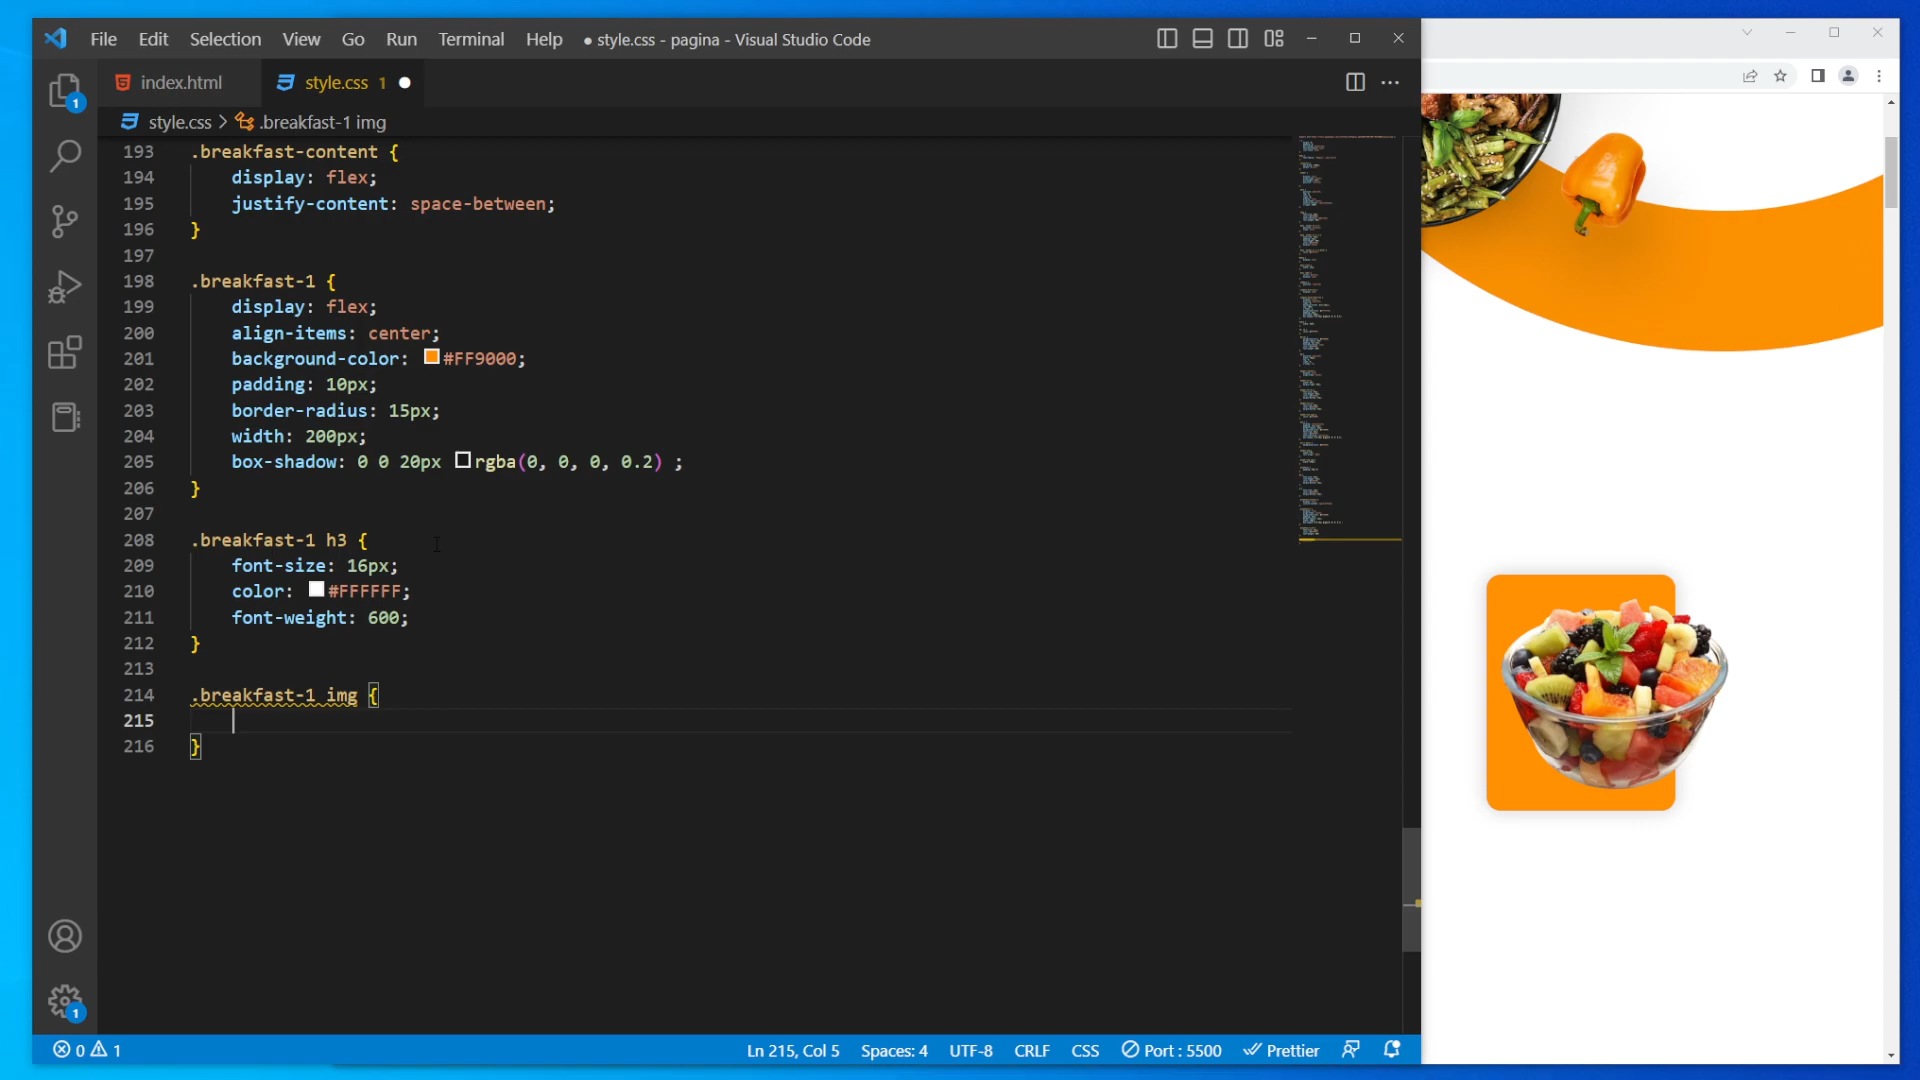 File Edit Selection View Go Run Terminal Help ● style.css - pagina - Visual Studio Code
index.html style.css 1
style.css > .breakfast-1 img
193 .breakfast-content {
194 display: flex;
195 justify-content: space-between;
196 }
197
198 .breakfast-1 {
199 display: flex;
200 align-items: center;
201 background-color: #FF9000;
202 padding: 10px;
203 border-radius: 15px;
204 width: 200px;
205 box-shadow: 0 0 20px rgba(0, 0, 0, 0.2) ;
206 }
207
208 .breakfast-1 h3 {
209 font-size: 16px;
210 color: #FFFFFF;
211 font-weight: 600;
212 }
213
214 .breakfast-1 img {
215
216 }
1
1
0 1 Ln 215, Col 5 Spaces: 4 UTF-8 CRLF CSS Port : 5500 Prettier